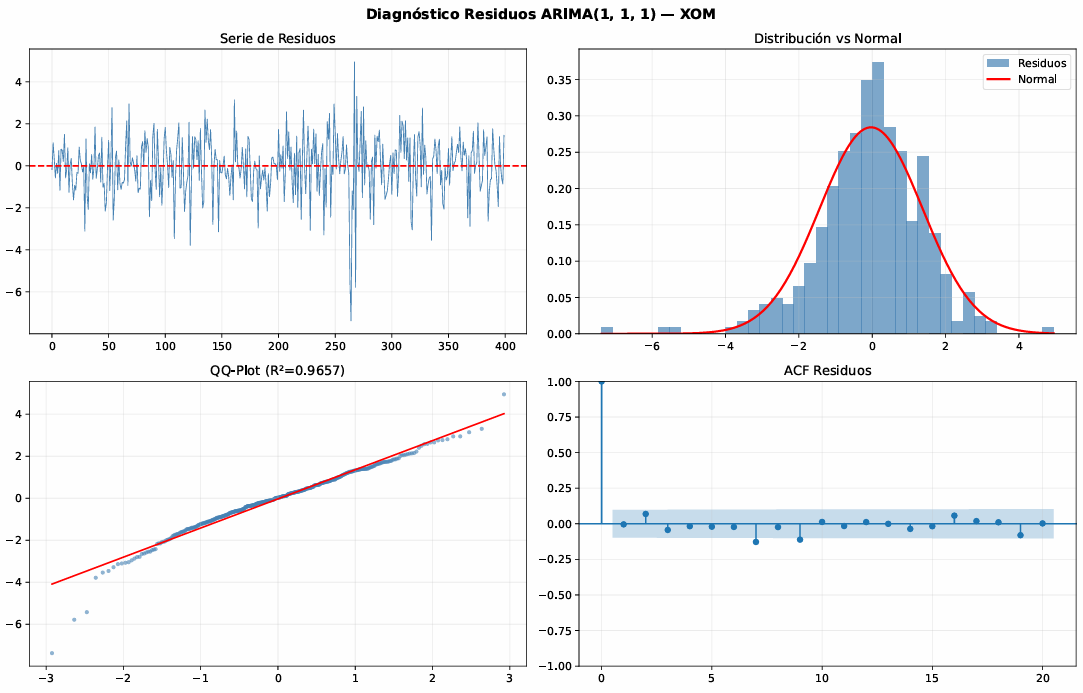 Diagnóstico Residuos ARIMA(1, 1, 1) — XOM
Serie de Residuos
4
2
0
−2
−4
−6
0 50 100 150 200 250 300 350 400
Distribución vs Normal
Residuos
Normal
0.35
0.30
0.25
0.20
0.15
0.10
0.05
0.00
−6 −4 −2 0 2 4
QQ-Plot (R²=0.9657)
4
2
0
−2
−4
−6
−3 −2 −1 0 1 2 3
ACF Residuos
1.00
0.75
0.50
0.25
0.00
−0.25
−0.50
−0.75
−1.00
0 5 10 15 20